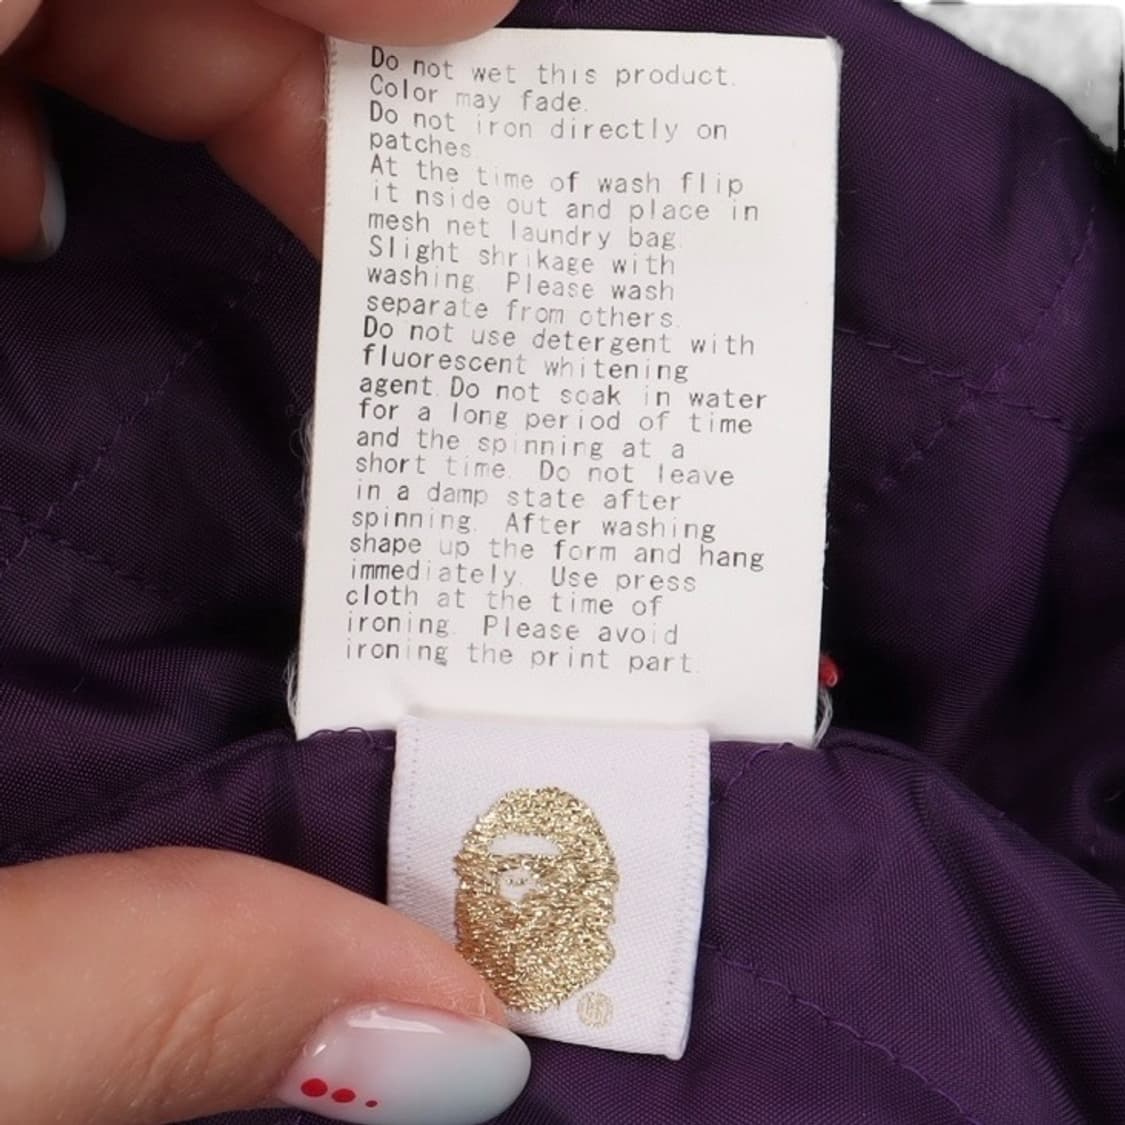 Do not wet this product.
Color may fade.
Do not iron directly on
patches.
At the time of wash flip
it nside out and place in
mesh net laundry bag.
Slight shrikage with
washing. Please wash
separate from others.
Do not use detergent with
fluorescent whitening
agent.Do not soak in water
for a long period of time
and the spinning at a
short time. Do not leave
in a damp state after
spinning. After washing
shape up the form and hang
immediately. Use press
cloth at the time of
ironing. Please avoid
ironing the print part.